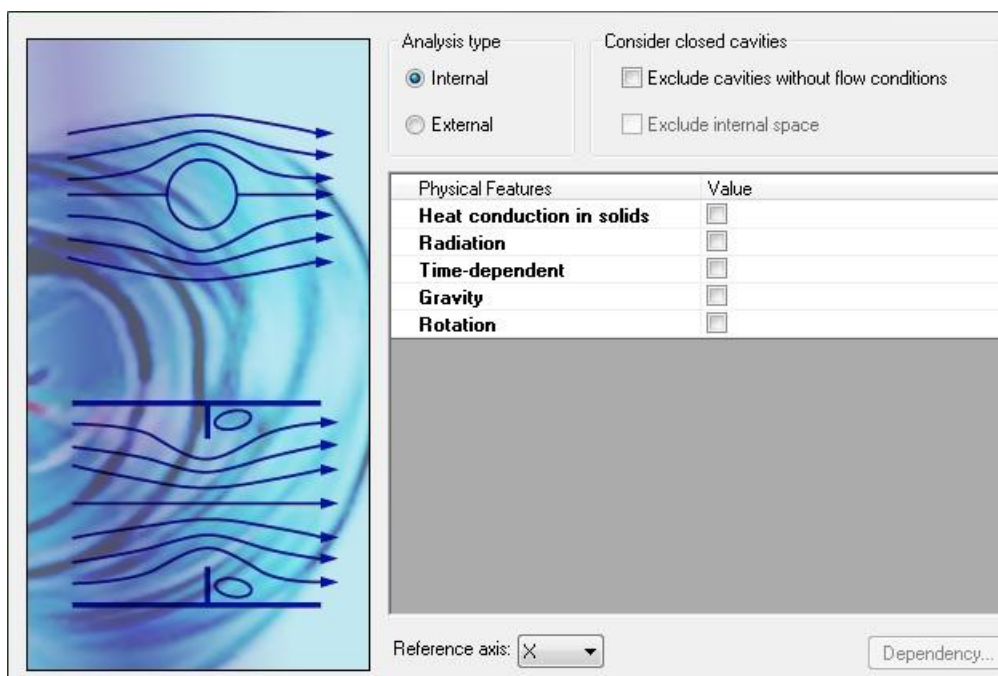 Analysis type
Internal
External
Consider closed cavities
Exclude cavities without flow conditions
Exclude internal space
Physical Features Value
Heat conduction in solids
Radiation
Time-dependent
Gravity
Rotation
Reference axis: X
Dependency...